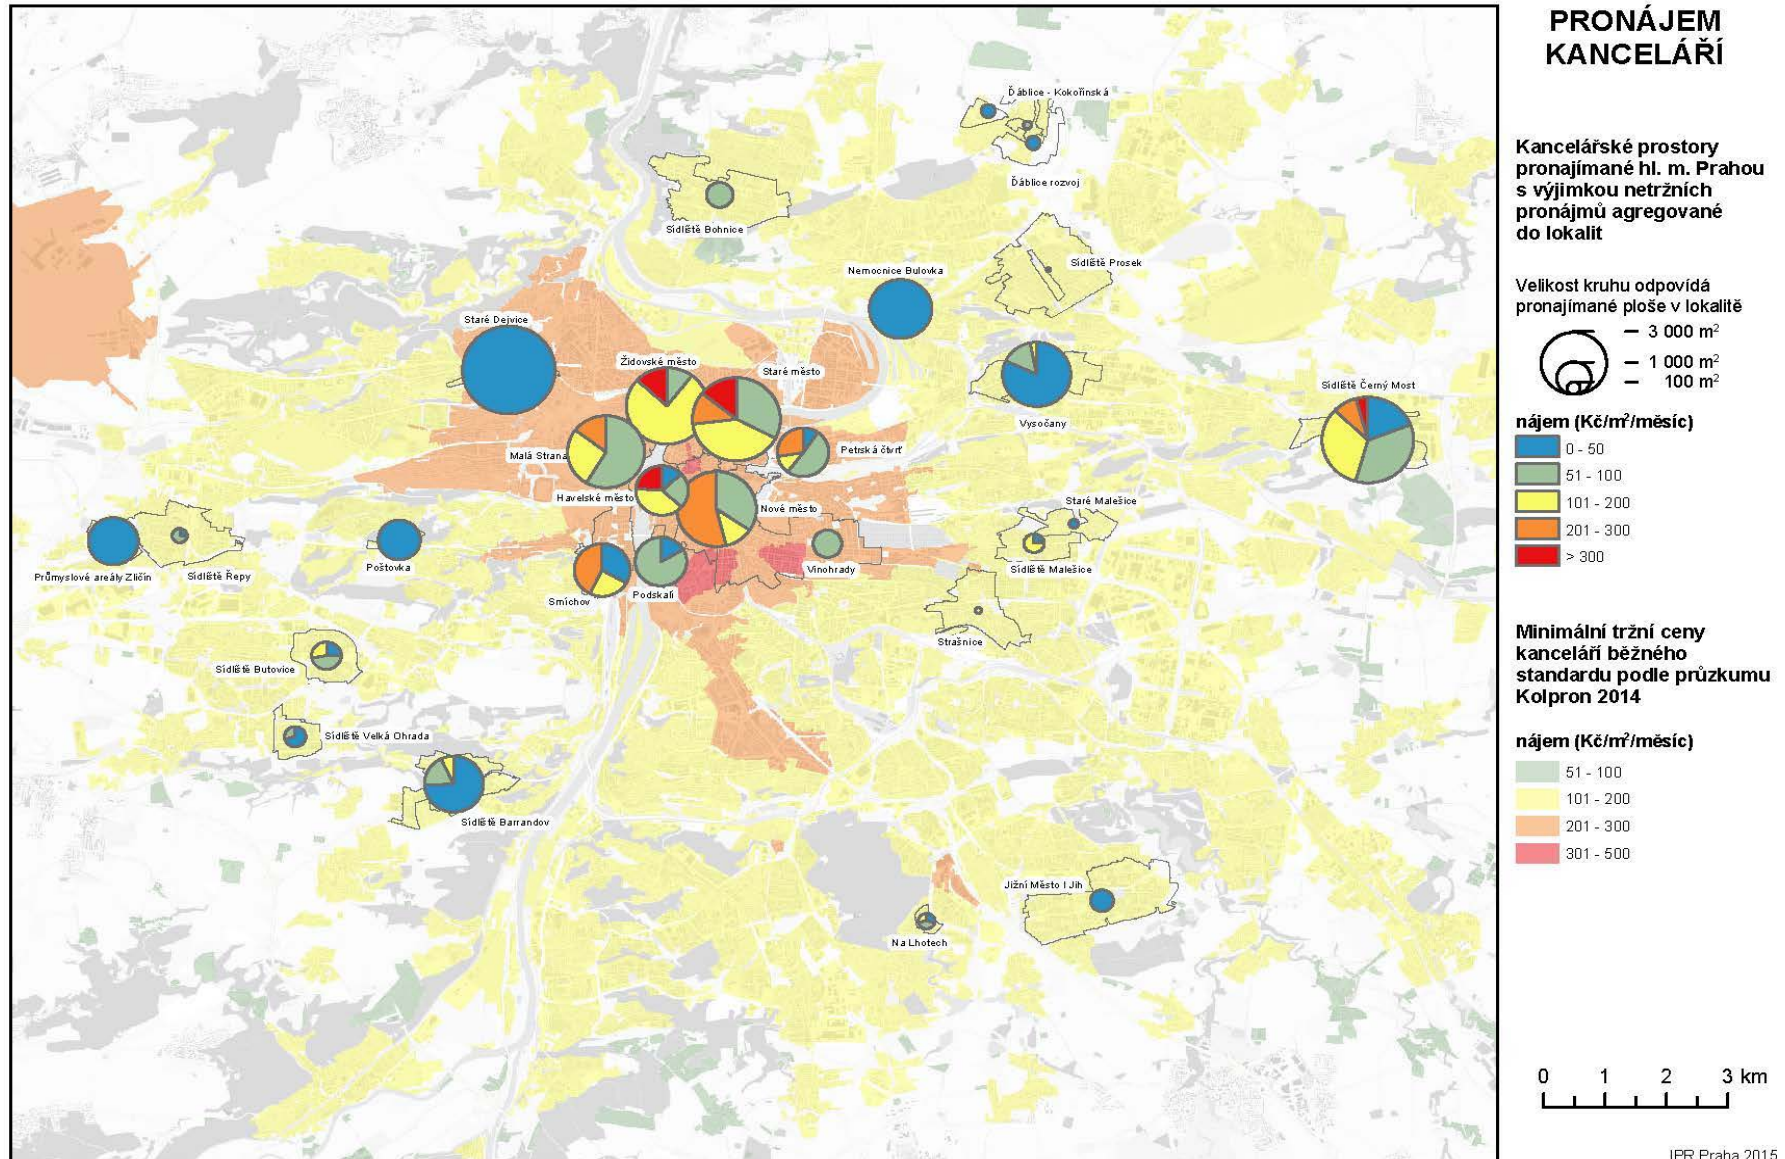 PRONÁJEM
KANCELÁŘÍ
Kancelářské prostory
pronajímané hl. m. Prahou
s výjimkou netržních
pronájmů agregované
do lokalit
Velikost kruhu odpovídá
pronajímané ploše v lokalitě
3 000 m²
1 000 m²
100 m²
nájem (Kč/m²/měsíc)
0 - 50
51 - 100
101 - 200
201 - 300
> 300
Minimální tržní ceny
kanceláří běžného
standardu podle průzkumu
Kolpron 2014
nájem (Kč/m²/měsíc)
51 - 100
101 - 200
201 - 300
301 - 500
0 1 2 3 km
IPR Praha 2015
Ďáblice - Kokořínská
Ďáblice rozvoj
Sídliště Bohnice
Sídliště Prosek
Nemocnice Bulovka
Staré Dejvice
Židovské město
Staré město
Vysočany
Sídliště Černý Most
Malá Strana
Petrská čtvrť
Havelské město
Nové město
Staré Malešice
Průmyslové areály Zličín
Sídliště Řepy
Poštovka
Smíchov
Podskalí
Vinohrady
Sídliště Malešice
Strašnice
Sídliště Butovice
Sídliště Velká Ohrada
Sídliště Barrandov
Jižní Město I Jih
Na Lhotech